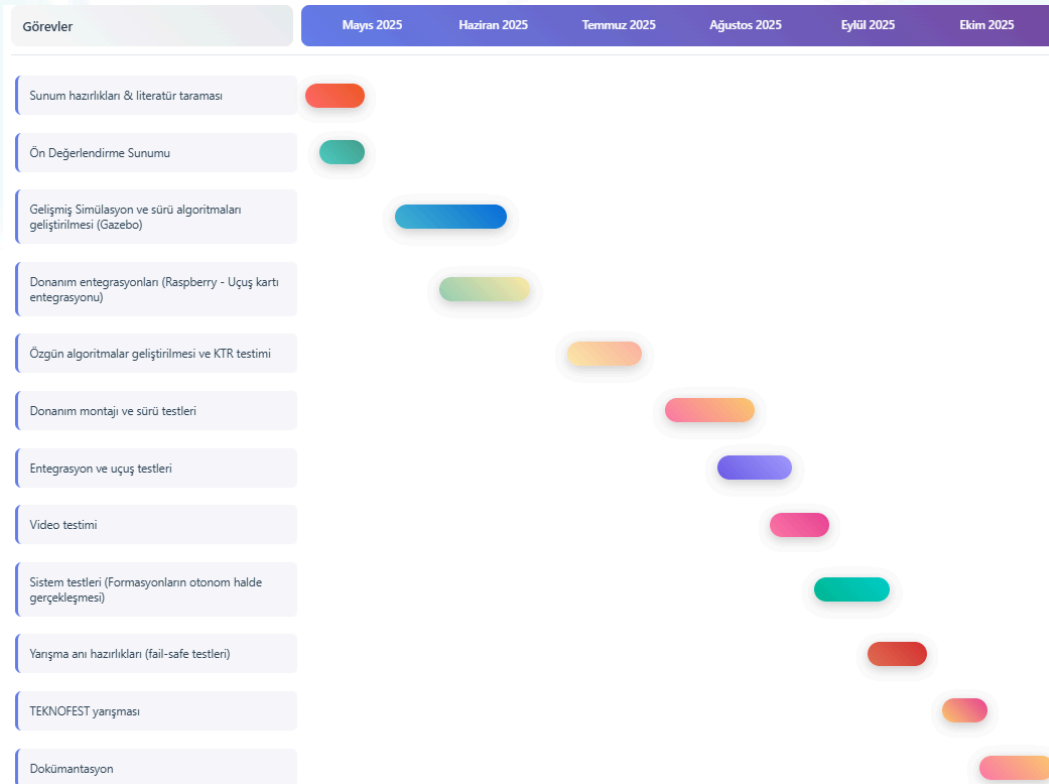 Görevler
Mayıs 2025
Haziran 2025
Temmuz 2025
Ağustos 2025
Eylül 2025
Ekim 2025
Sunum hazırlıkları & literatür taraması
Ön Değerlendirme Sunumu
Gelişmiş Simülasyon ve sürü algoritmaları
geliştirilmesi (Gazebo)
Donanım entegrasyonları (Raspberry - Uçuş kartı
entegrasyonu)
Özgün algoritmalar geliştirilmesi ve KTR testimi
Donanım montajı ve sürü testleri
Entegrasyon ve uçuş testleri
Video testimi
Sistem testleri (Formasyonların otonom halde
gerçekleşmesi)
Yarışma anı hazırlıkları (fail-safe testleri)
TEKNOFEST yarışması
Dokümantasyon